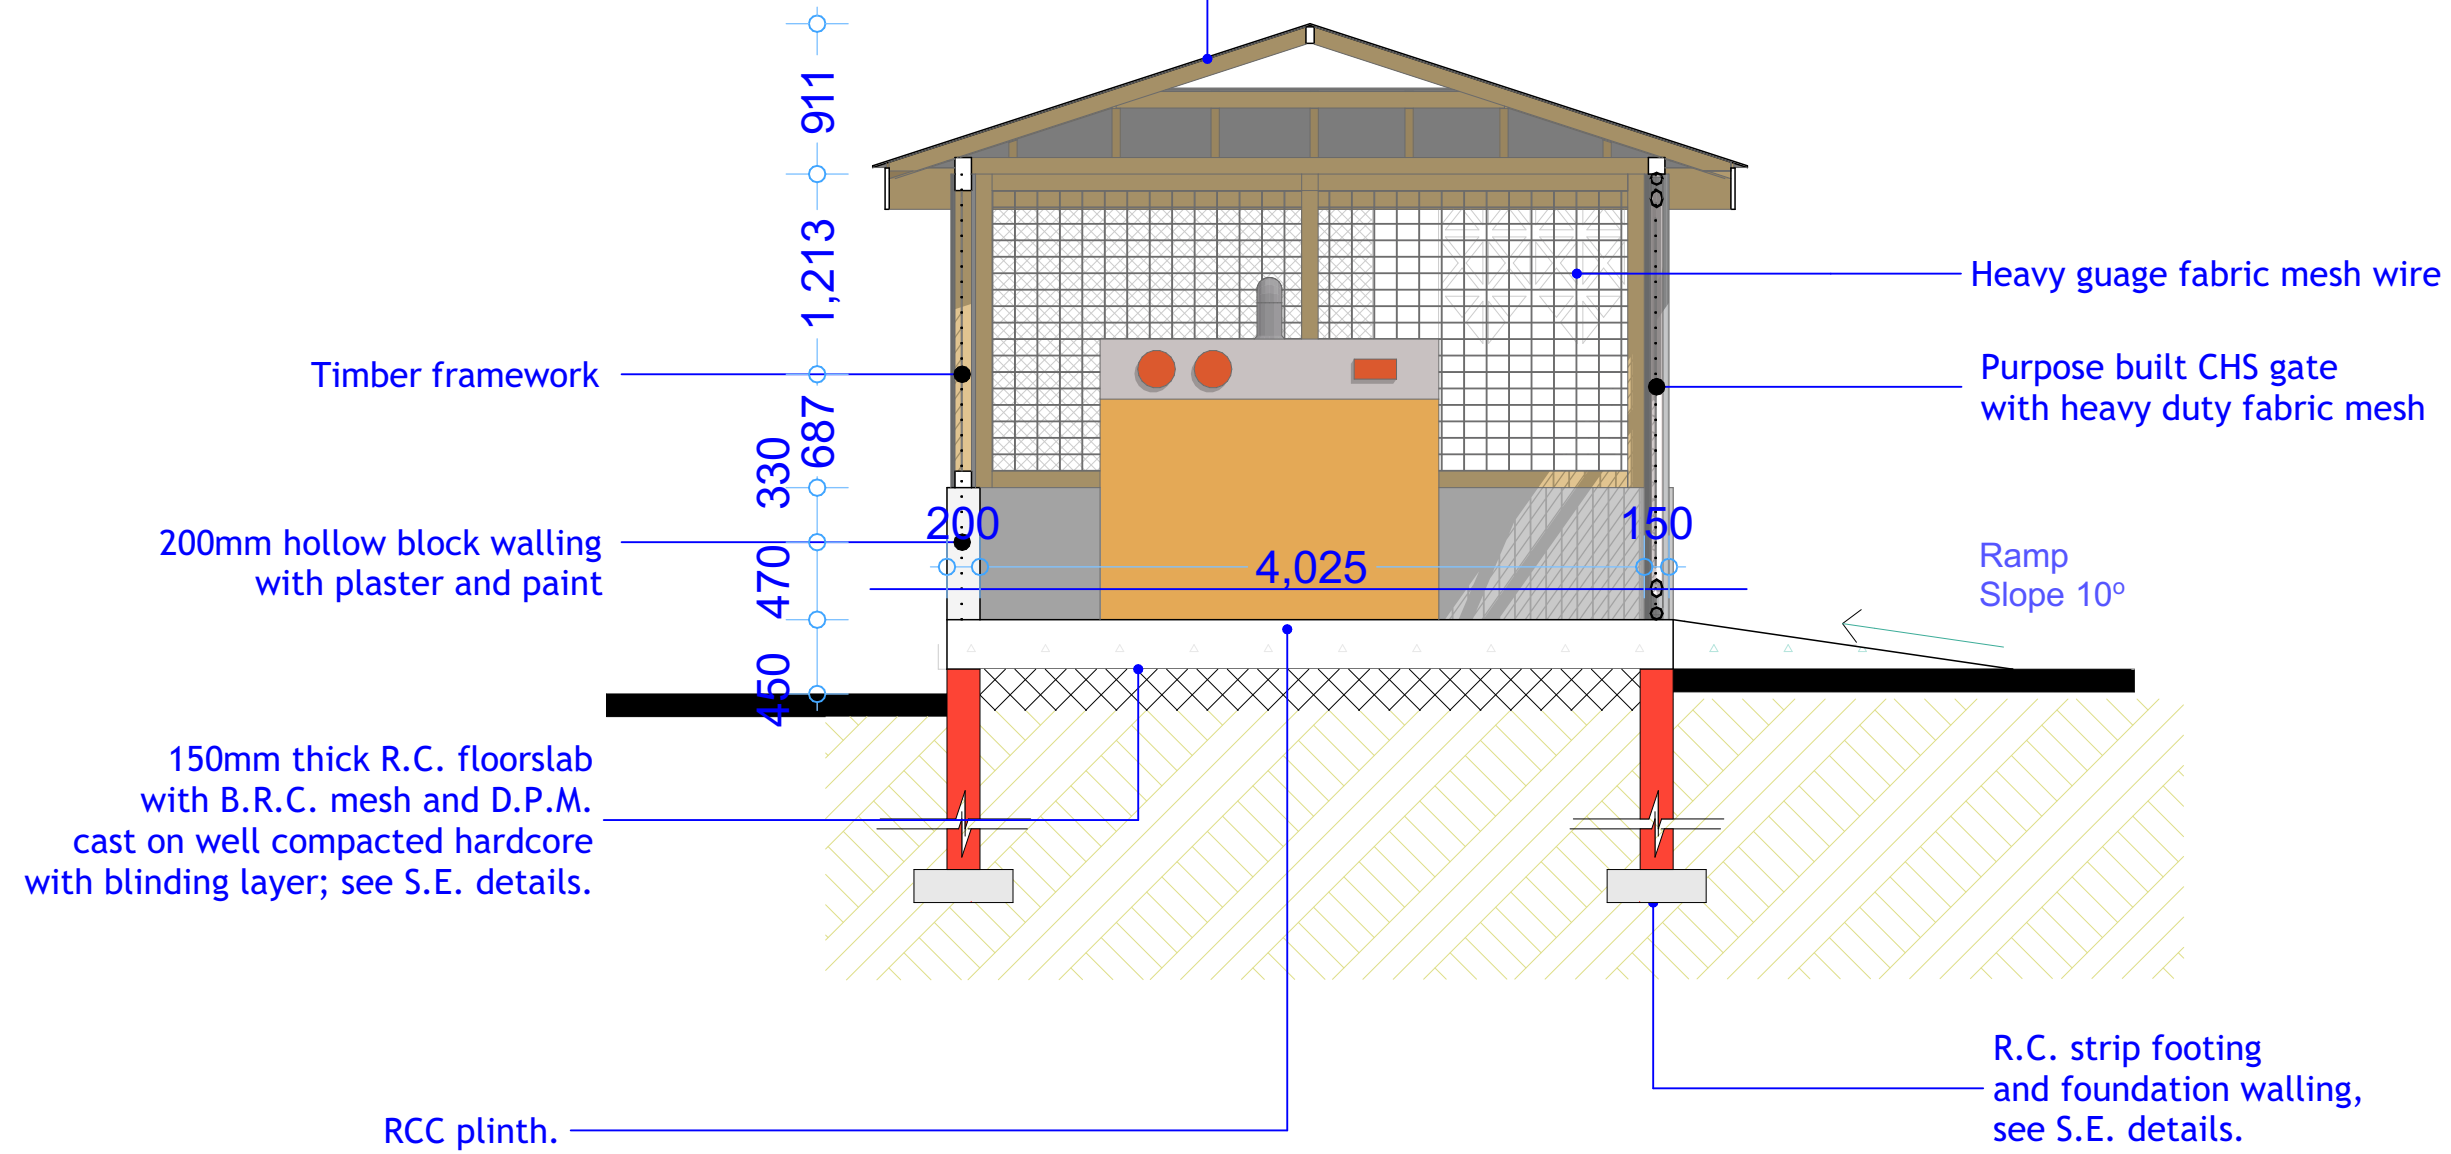 911
1,213
Heavy guage fabric mesh wire
Timber framework
Purpose built CHS gate
with heavy duty fabric mesh
687
330
200
150
200mm hollow block walling
with plaster and paint
470
4,025
Ramp
Slope 10º
450
150mm thick R.C. floorslab
with B.R.C. mesh and D.P.M.
cast on well compacted hardcore
with blinding layer; see S.E. details.
R.C. strip footing
and foundation walling,
see S.E. details.
RCC plinth.